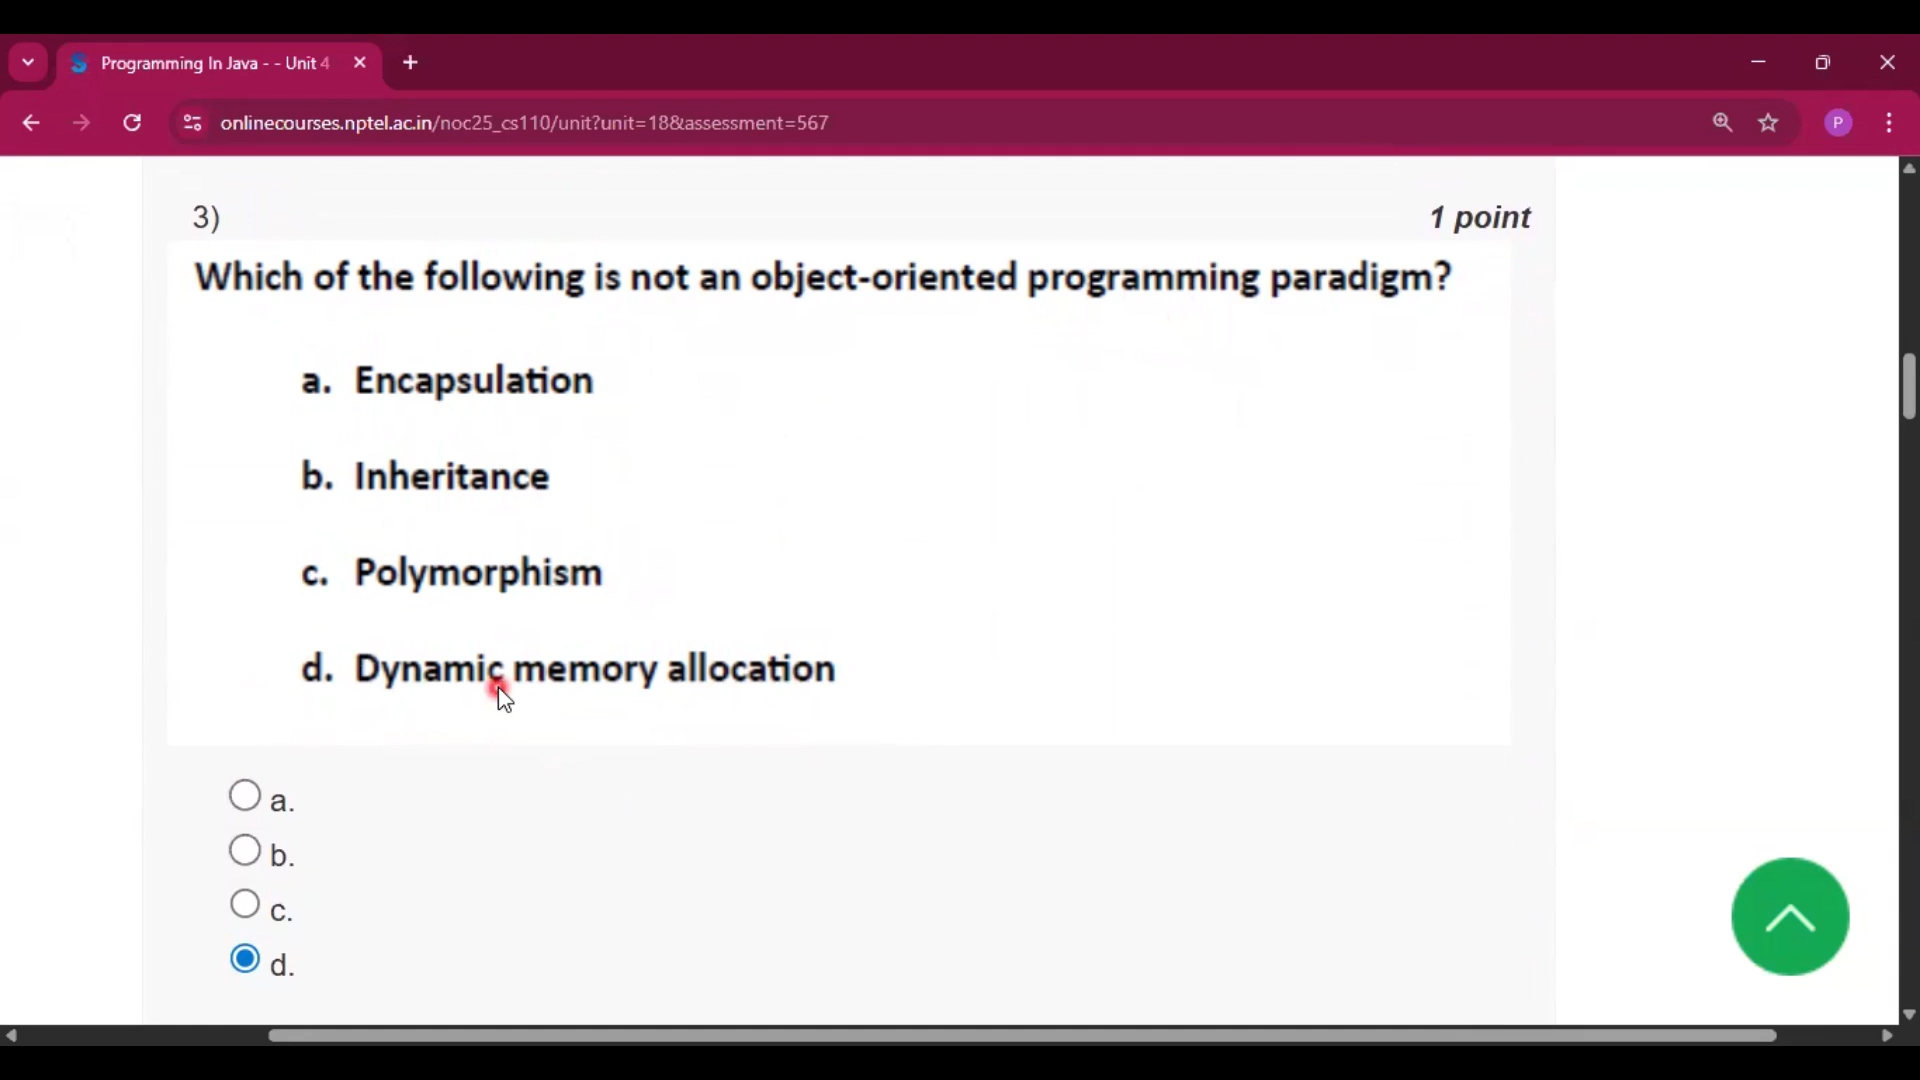 Programming In Java - - Unit 4
onlinecourses.nptel.ac.in/noc25_cs110/unit?unit=18&assessment=567
P
3)
1 point
Which of the following is not an object-oriented programming paradigm?
a. Encapsulation
b. Inheritance
c. Polymorphism
d. Dynamic memory allocation
a.
b.
c.
d.